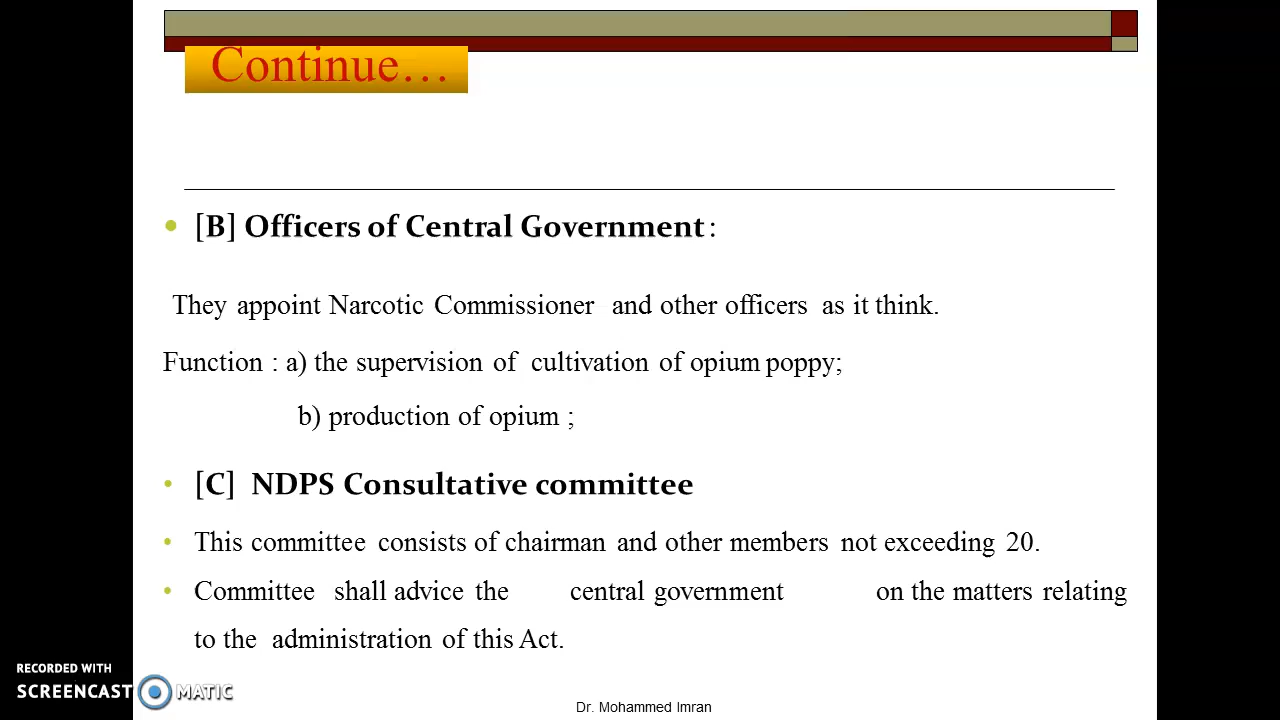 Continue…
[B] Officers of Central Government :
They appoint Narcotic Commissioner and other officers as it think.
Function : a) the supervision of cultivation of opium poppy;
b) production of opium ;
[C] NDPS Consultative committee
This committee consists of chairman and other members not exceeding 20.
Committee shall advice the central government on the matters relating
to the administration of this Act.
RECORDED WITH
SCREENCAST MATIC
Dr. Mohammed Imran